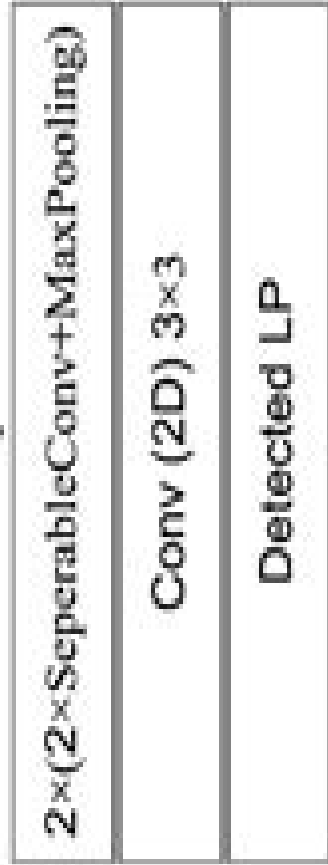 2×(2×SeperableConv+MaxPooling)
Conv (2D) 3×3
Detected LP